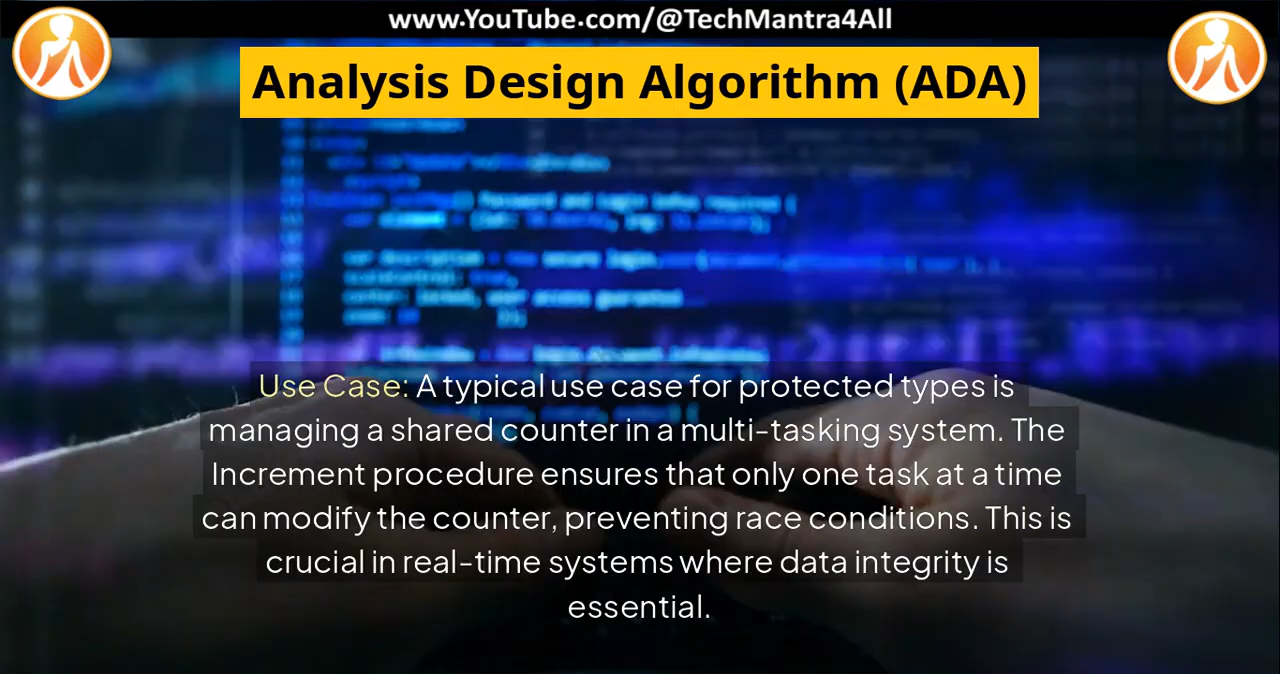 www.YouTube.com/@TechMantra4All
Analysis Design Algorithm (ADA)
Use Case: A typical use case for protected types is
managing a shared counter in a multi-tasking system. The
Increment procedure ensures that only one task at a time
can modify the counter, preventing race conditions. This is
crucial in real-time systems where data integrity is
essential.